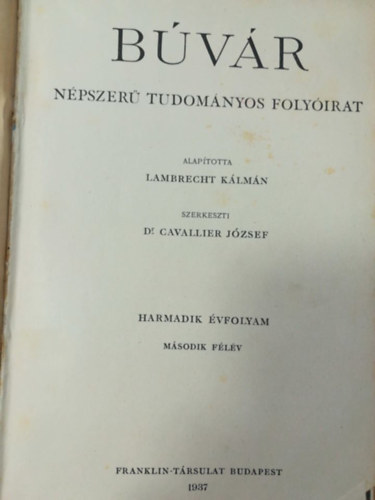 BÚVÁR
NÉPSZERŰ TUDOMÁNYOS FOLYÓIRAT
ALAPÍTOTTA
LAMBRECHT KÁLMÁN
SZERKESZTI
Dr CAVALLIER JÓZSEF
HARMADIK ÉVFOLYAM
MÁSODIK FÉLÉV
FRANKLIN-TÁRSULAT BUDAPEST
1937